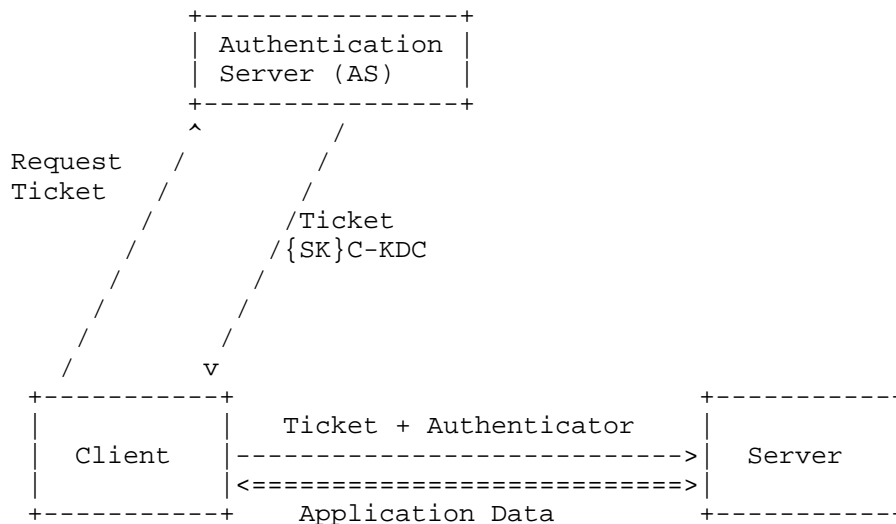 Authentication
Server (AS)
Request
Ticket
Ticket
{SK}C-KDC
Ticket + Authenticator
Client
Server
Application Data